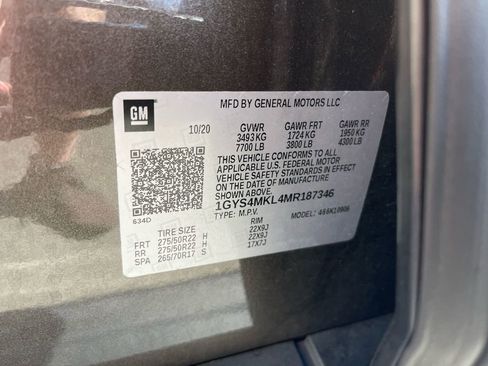 GM
MFD BY GENERAL MOTORS LLC
10/20 GVWR GAWR FRT GAWR RR
3493 KG 1724 KG 1950 KG
7700 LB 3800 LB 4300 LB
THIS VEHICLE CONFORMS TO ALL
APPLICABLE U.S. FEDERAL MOTOR
VEHICLE SAFETY STANDARDS IN
EFFECT ON THE DATE OF
MANUFACTURE SHOWN ABOVE.
1GYS4MKL4MR187346
634D TYPE: M.P.V. MODEL:
TIRE SIZE RIM
FRT 275/50R22 H 22X9J
RR 275/50R22 H 22X9J
SPA 265/70R17 S 17X7J